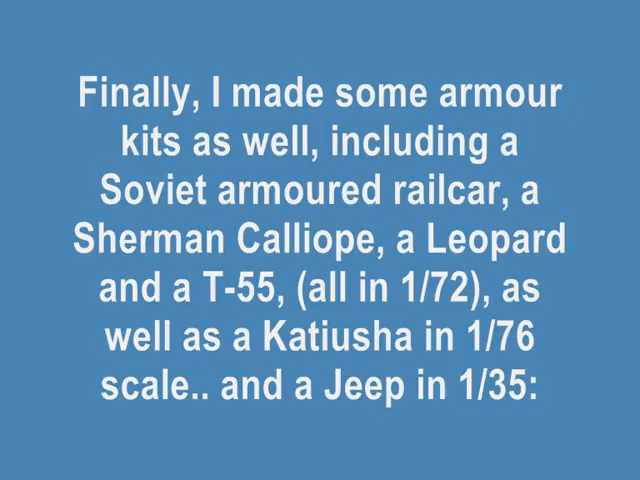 Finally, I made some armour
kits as well, including a
Soviet armoured railcar, a
Sherman Calliope, a Leopard
and a T-55, (all in 1/72), as
well as a Katiusha in 1/76
scale.. and a Jeep in 1/35: